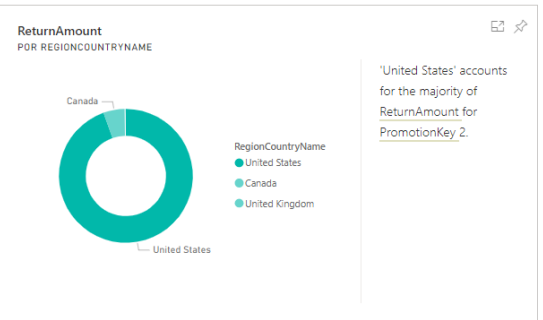 ReturnAmount
POR REGIONCOUNTRYNAME
Canada
United States
RegionCountryName
United States
Canada
United Kingdom
'United States' accounts
for the majority of
ReturnAmount for
PromotionKey 2.